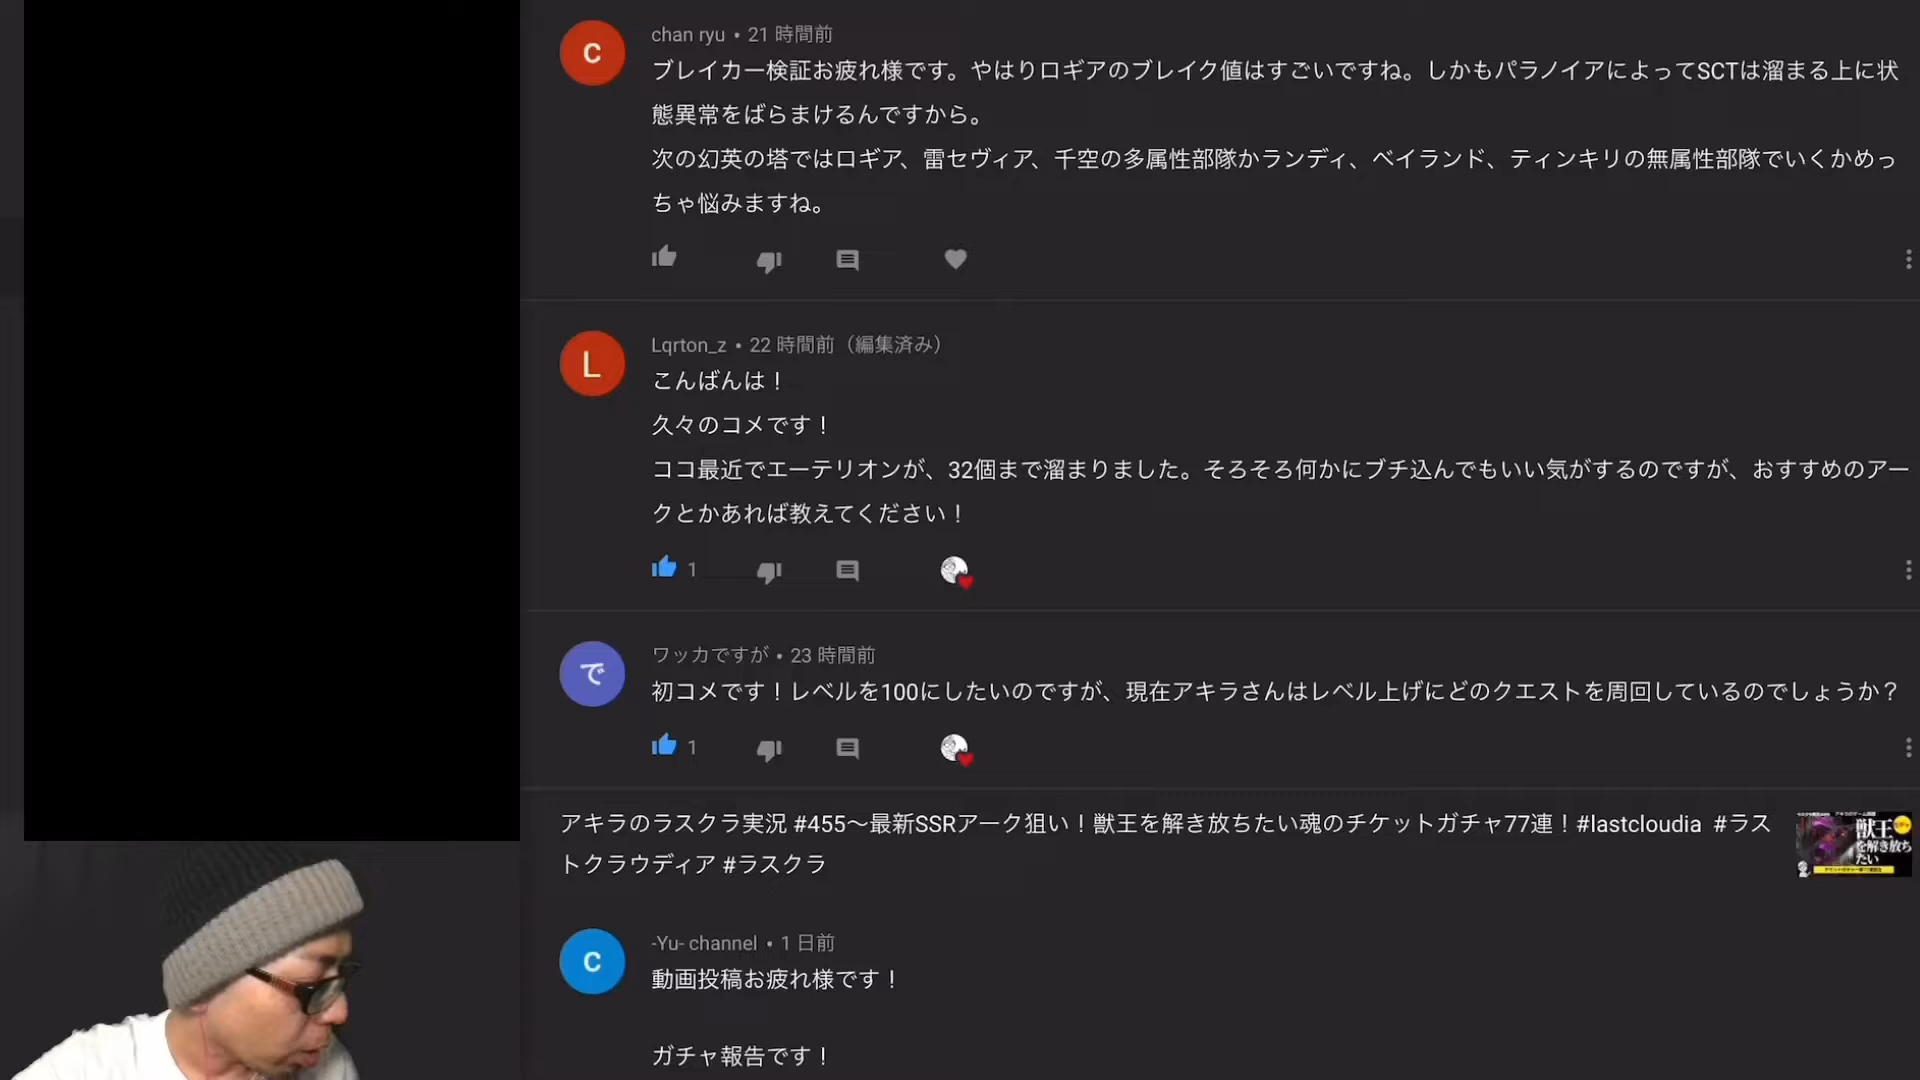 C
chan ryu • 21 時間前
ブレイカー検証お疲れ様です。やはりロギアのブレイク値はすごいですね。しかもパラノイアによってSCTは溜まる上に状
態異常をばらまけるんですから。
次の幻英の塔ではロギア、雷セヴィア、千空の多属性部隊かランディ、ベイランド、ティンキリの無属性部隊でいくかめっ
ちゃ悩みますね。
L
Lqrton_z • 22 時間前（編集済み）
こんばんは！
久々のコメです！
ココ最近でエーテリオンが、32個まで溜まりました。そろそろ何かにブチ込んでもいい気がするのですが、おすすめのアー
クとかあれば教えてください！
1
で
ワッカですが • 23 時間前
初コメです！レベルを100にしたいのですが、現在アキラさんはレベル上げにどのクエストを周回しているのでしょうか？
1
アキラのラスクラ実況 #455〜最新SSRアーク狙い！獣王を解き放ちたい魂のチケットガチャ77連！#lastcloudia #ラス
トクラウディア #ラスクラ
獣王
を解き放ち
たい
C
-Yu- channel • 1 日前
動画投稿お疲れ様です！
ガチャ報告です！